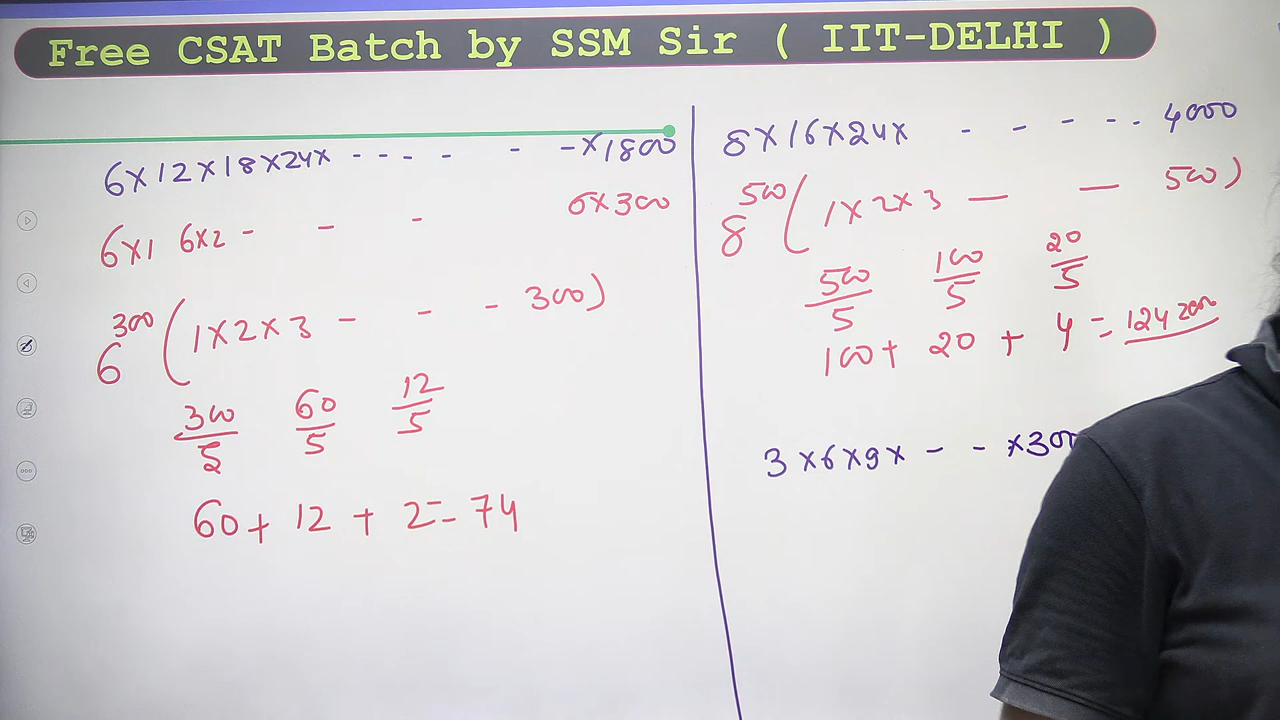 Free CSAT Batch by SSM Sir ( IIT-DELHI )
6×12×18×24× - - - - - -×1800
6×1 6×2 - - - 6×300
6^300 (1×2×3 - - - 300)
300/5 60/5 12/5
60+ 12 + 2 = 74
8×16×24× - - - - - 4000
8^500 (1×2×3 — — 500)
500/5 100/5 20/5
100+ 20 + 4 = 124 zeros
3×6×9× - - ×300